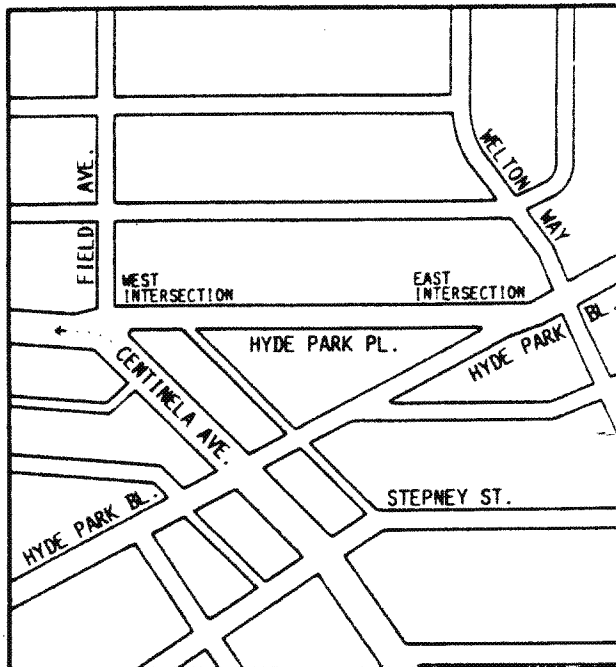 WELTON
WAY
FIELD AVE.
WEST
INTERSECTION
EAST
INTERSECTION
HYDE PARK PL.
HYDE PARK BL.
CENTINELA AVE.
HYDE PARK BL.
STEPNEY ST.